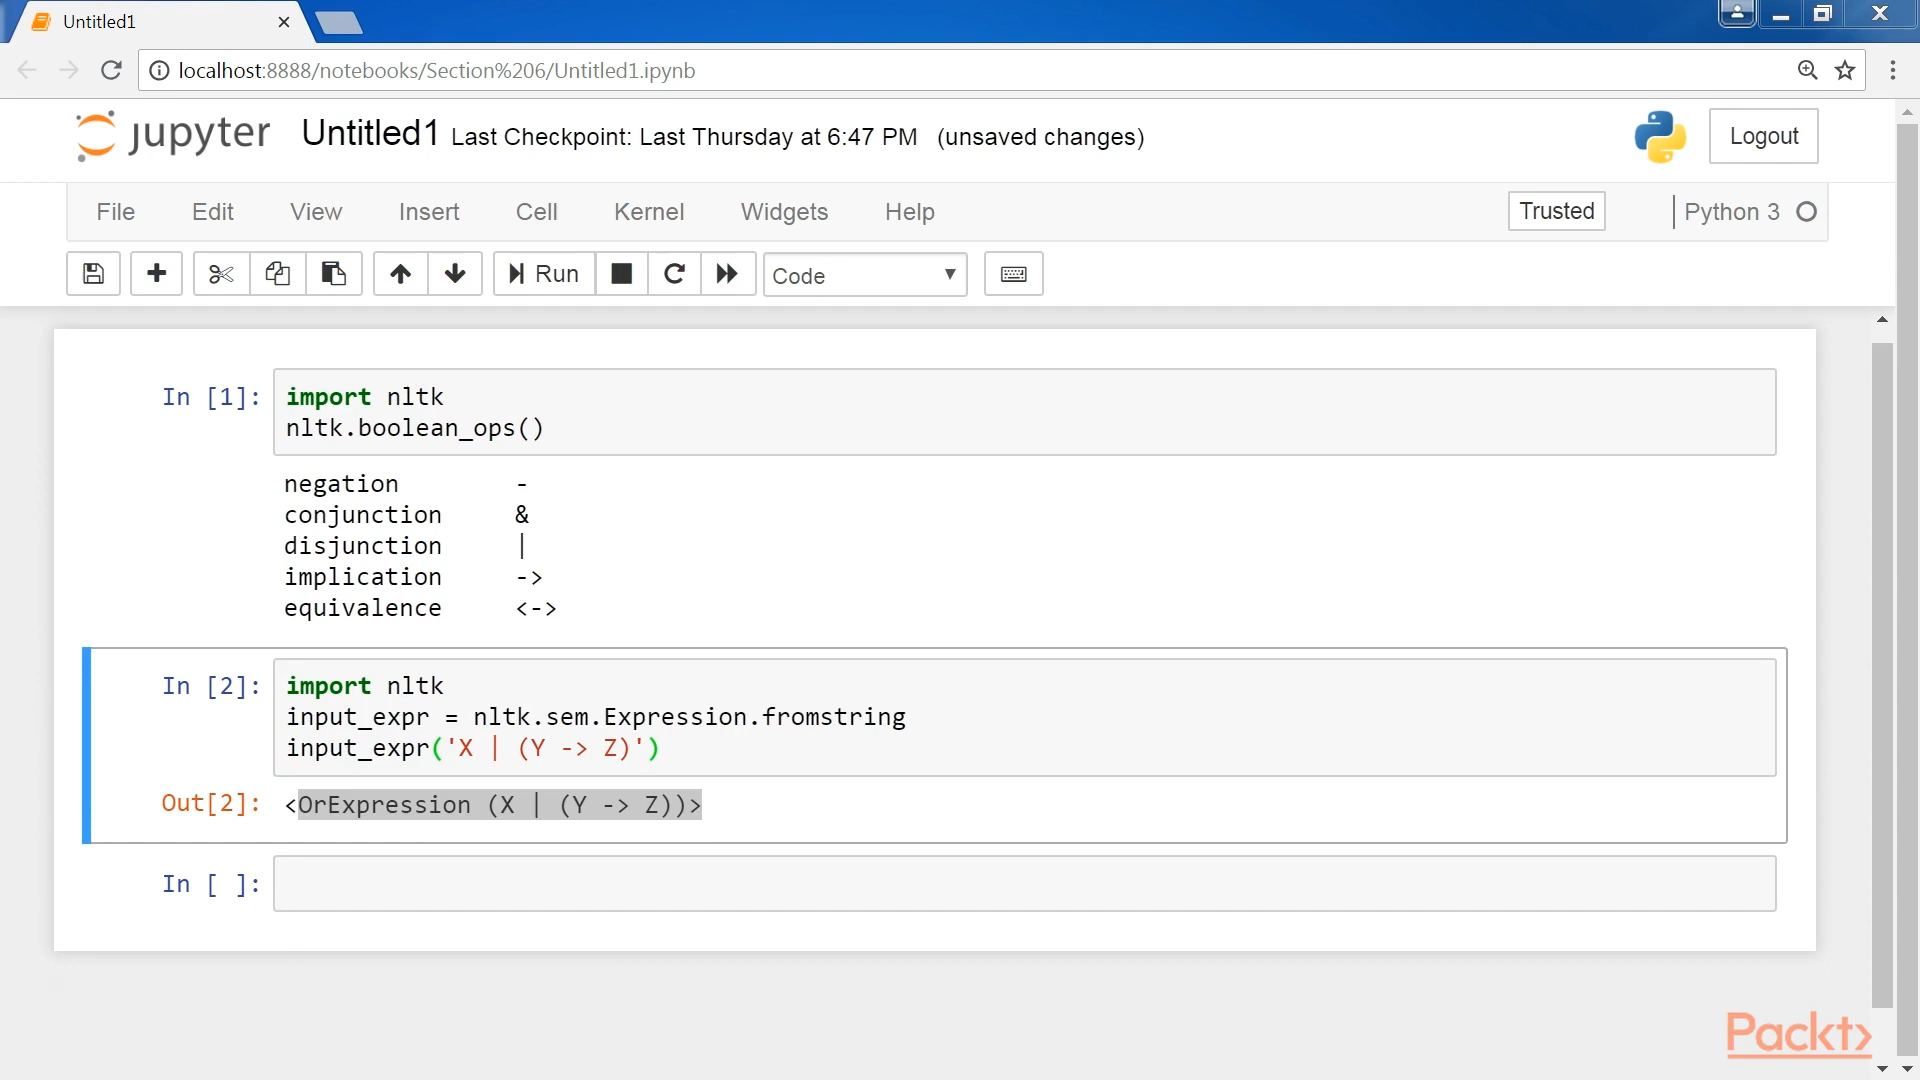 Untitled1
localhost:8888/notebooks/Section%206/Untitled1.ipynb
jupyter Untitled1 Last Checkpoint: Last Thursday at 6:47 PM (unsaved changes) Logout
File Edit View Insert Cell Kernel Widgets Help Trusted Python 3
Run Code
In [1]: import nltk
nltk.boolean_ops()
negation -
conjunction &
disjunction |
implication ->
equivalence <->
In [2]: import nltk
input_expr = nltk.sem.Expression.fromstring
input_expr('X | (Y -> Z)')
Out[2]: <OrExpression (X | (Y -> Z))>
In [ ]:
Packt>